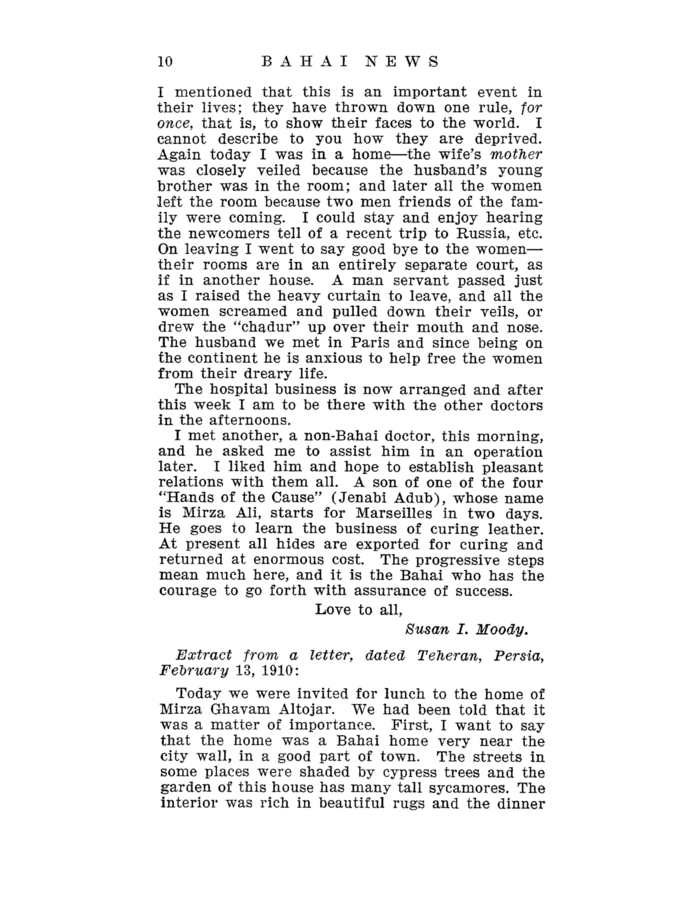 10 BAHAI NEWS
I mentioned that this is an important event in
their lives; they have thrown down one rule, for
once, that is, to show their faces to the world. I
cannot describe to you how they are deprived.
Again today I was in a home—the wife's mother
was closely veiled because the husband's young
brother was in the room; and later all the women
left the room because two men friends of the fam-
ily were coming. I could stay and enjoy hearing
the newcomers tell of a recent trip to Russia, etc.
On leaving I went to say good bye to the women—
their rooms are in an entirely separate court, as
if in another house. A man servant passed just
as I raised the heavy curtain to leave, and all the
women screamed and pulled down their veils, or
drew the "chadur" up over their mouth and nose.
The husband we met in Paris and since being on
the continent he is anxious to help free the women
from their dreary life.
The hospital business is now arranged and after
this week I am to be there with the other doctors
in the afternoons.
I met another, a non-Bahai doctor, this morning,
and he asked me to assist him in an operation
later. I liked him and hope to establish pleasant
relations with them all. A son of one of the four
"Hands of the Cause" (Jenabi Adub), whose name
is Mirza Ali, starts for Marseilles in two days.
He goes to learn the business of curing leather.
At present all hides are exported for curing and
returned at enormous cost. The progressive steps
mean much here, and it is the Bahai who has the
courage to go forth with assurance of success.
Love to all,
Susan I. Moody.
Extract from a letter, dated Teheran, Persia,
February 13, 1910:
Today we were invited for lunch to the home of
Mirza Ghavam Altojar. We had been told that it
was a matter of importance. First, I want to say
that the home was a Bahai home very near the
city wall, in a good part of town. The streets in
some places were shaded by cypress trees and the
garden of this house has many tall sycamores. The
interior was rich in beautiful rugs and the dinner